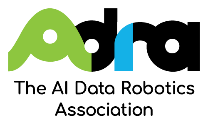 Adra
The AI Data Robotics
Association